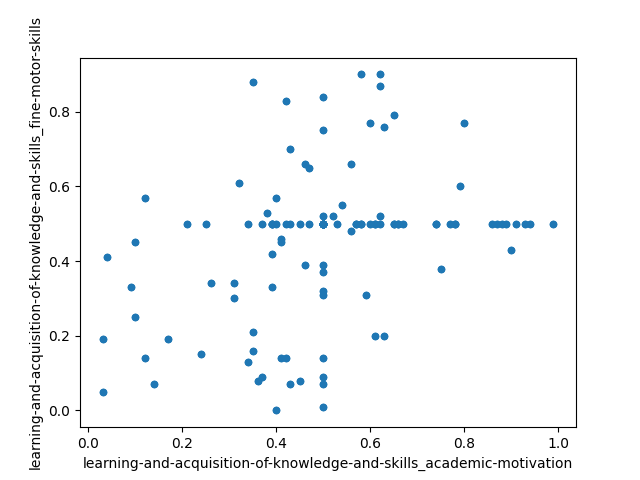 learning-and-acquisition-of-knowledge-and-skills_fine-motor-skills
0.8
0.6
0.4
0.2
0.0
0.0 0.2 0.4 0.6 0.8 1.0
learning-and-acquisition-of-knowledge-and-skills_academic-motivation